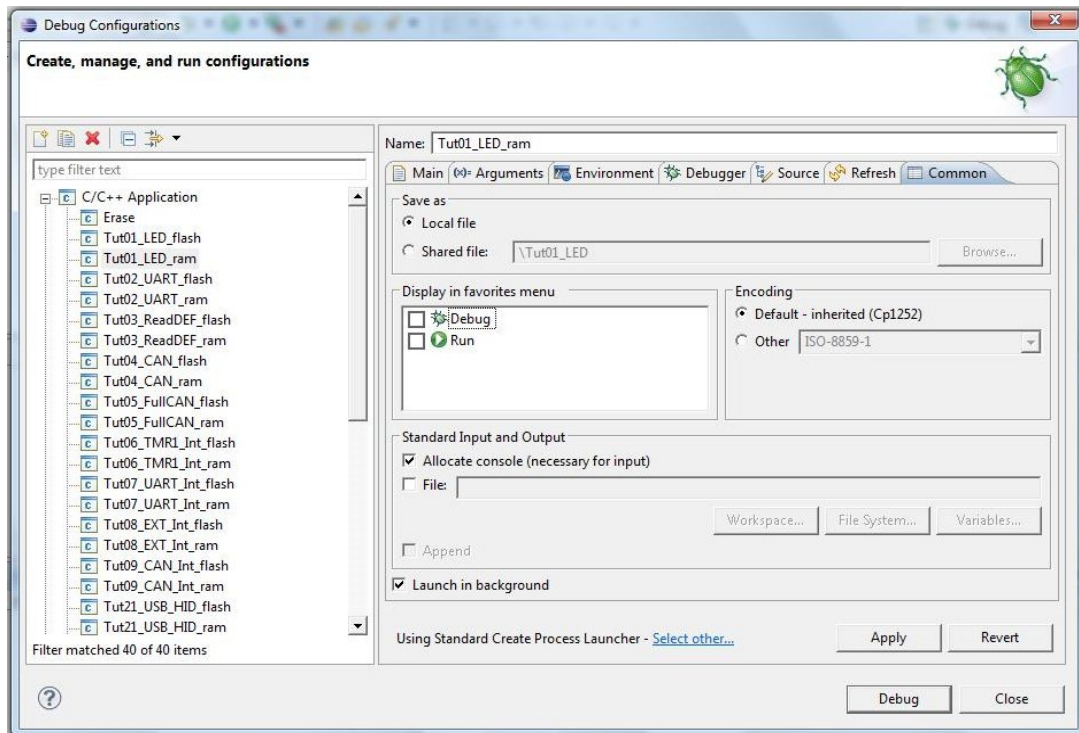 Debug Configurations
Create, manage, and run configurations
type filter text
C/C++ Application
Erase
Tut01_LED_flash
Tut01_LED_ram
Tut02_UART_flash
Tut02_UART_ram
Tut03_ReadDEF_flash
Tut03_ReadDEF_ram
Tut04_CAN_flash
Tut04_CAN_ram
Tut05_FullCAN_flash
Tut05_FullCAN_ram
Tut06_TMR1_Int_flash
Tut06_TMR1_Int_ram
Tut07_UART_Int_flash
Tut07_UART_Int_ram
Tut08_EXT_Int_flash
Tut08_EXT_Int_ram
Tut09_CAN_Int_flash
Tut09_CAN_Int_ram
Tut21_USB_HID_flash
Tut21_USB_HID_ram
Filter matched 40 of 40 items
Name: Tut01_LED_ram
Main (x)= Arguments Environment Debugger Source Refresh Common
Save as
Local file
Shared file: \Tut01_LED Browse...
Display in favorites menu
Debug
Run
Encoding
Default - inherited (Cp1252)
Other ISO-8859-1
Standard Input and Output
Allocate console (necessary for input)
File:
Workspace... File System... Variables...
Append
Launch in background
Using Standard Create Process Launcher - Select other... Apply Revert
? Debug Close